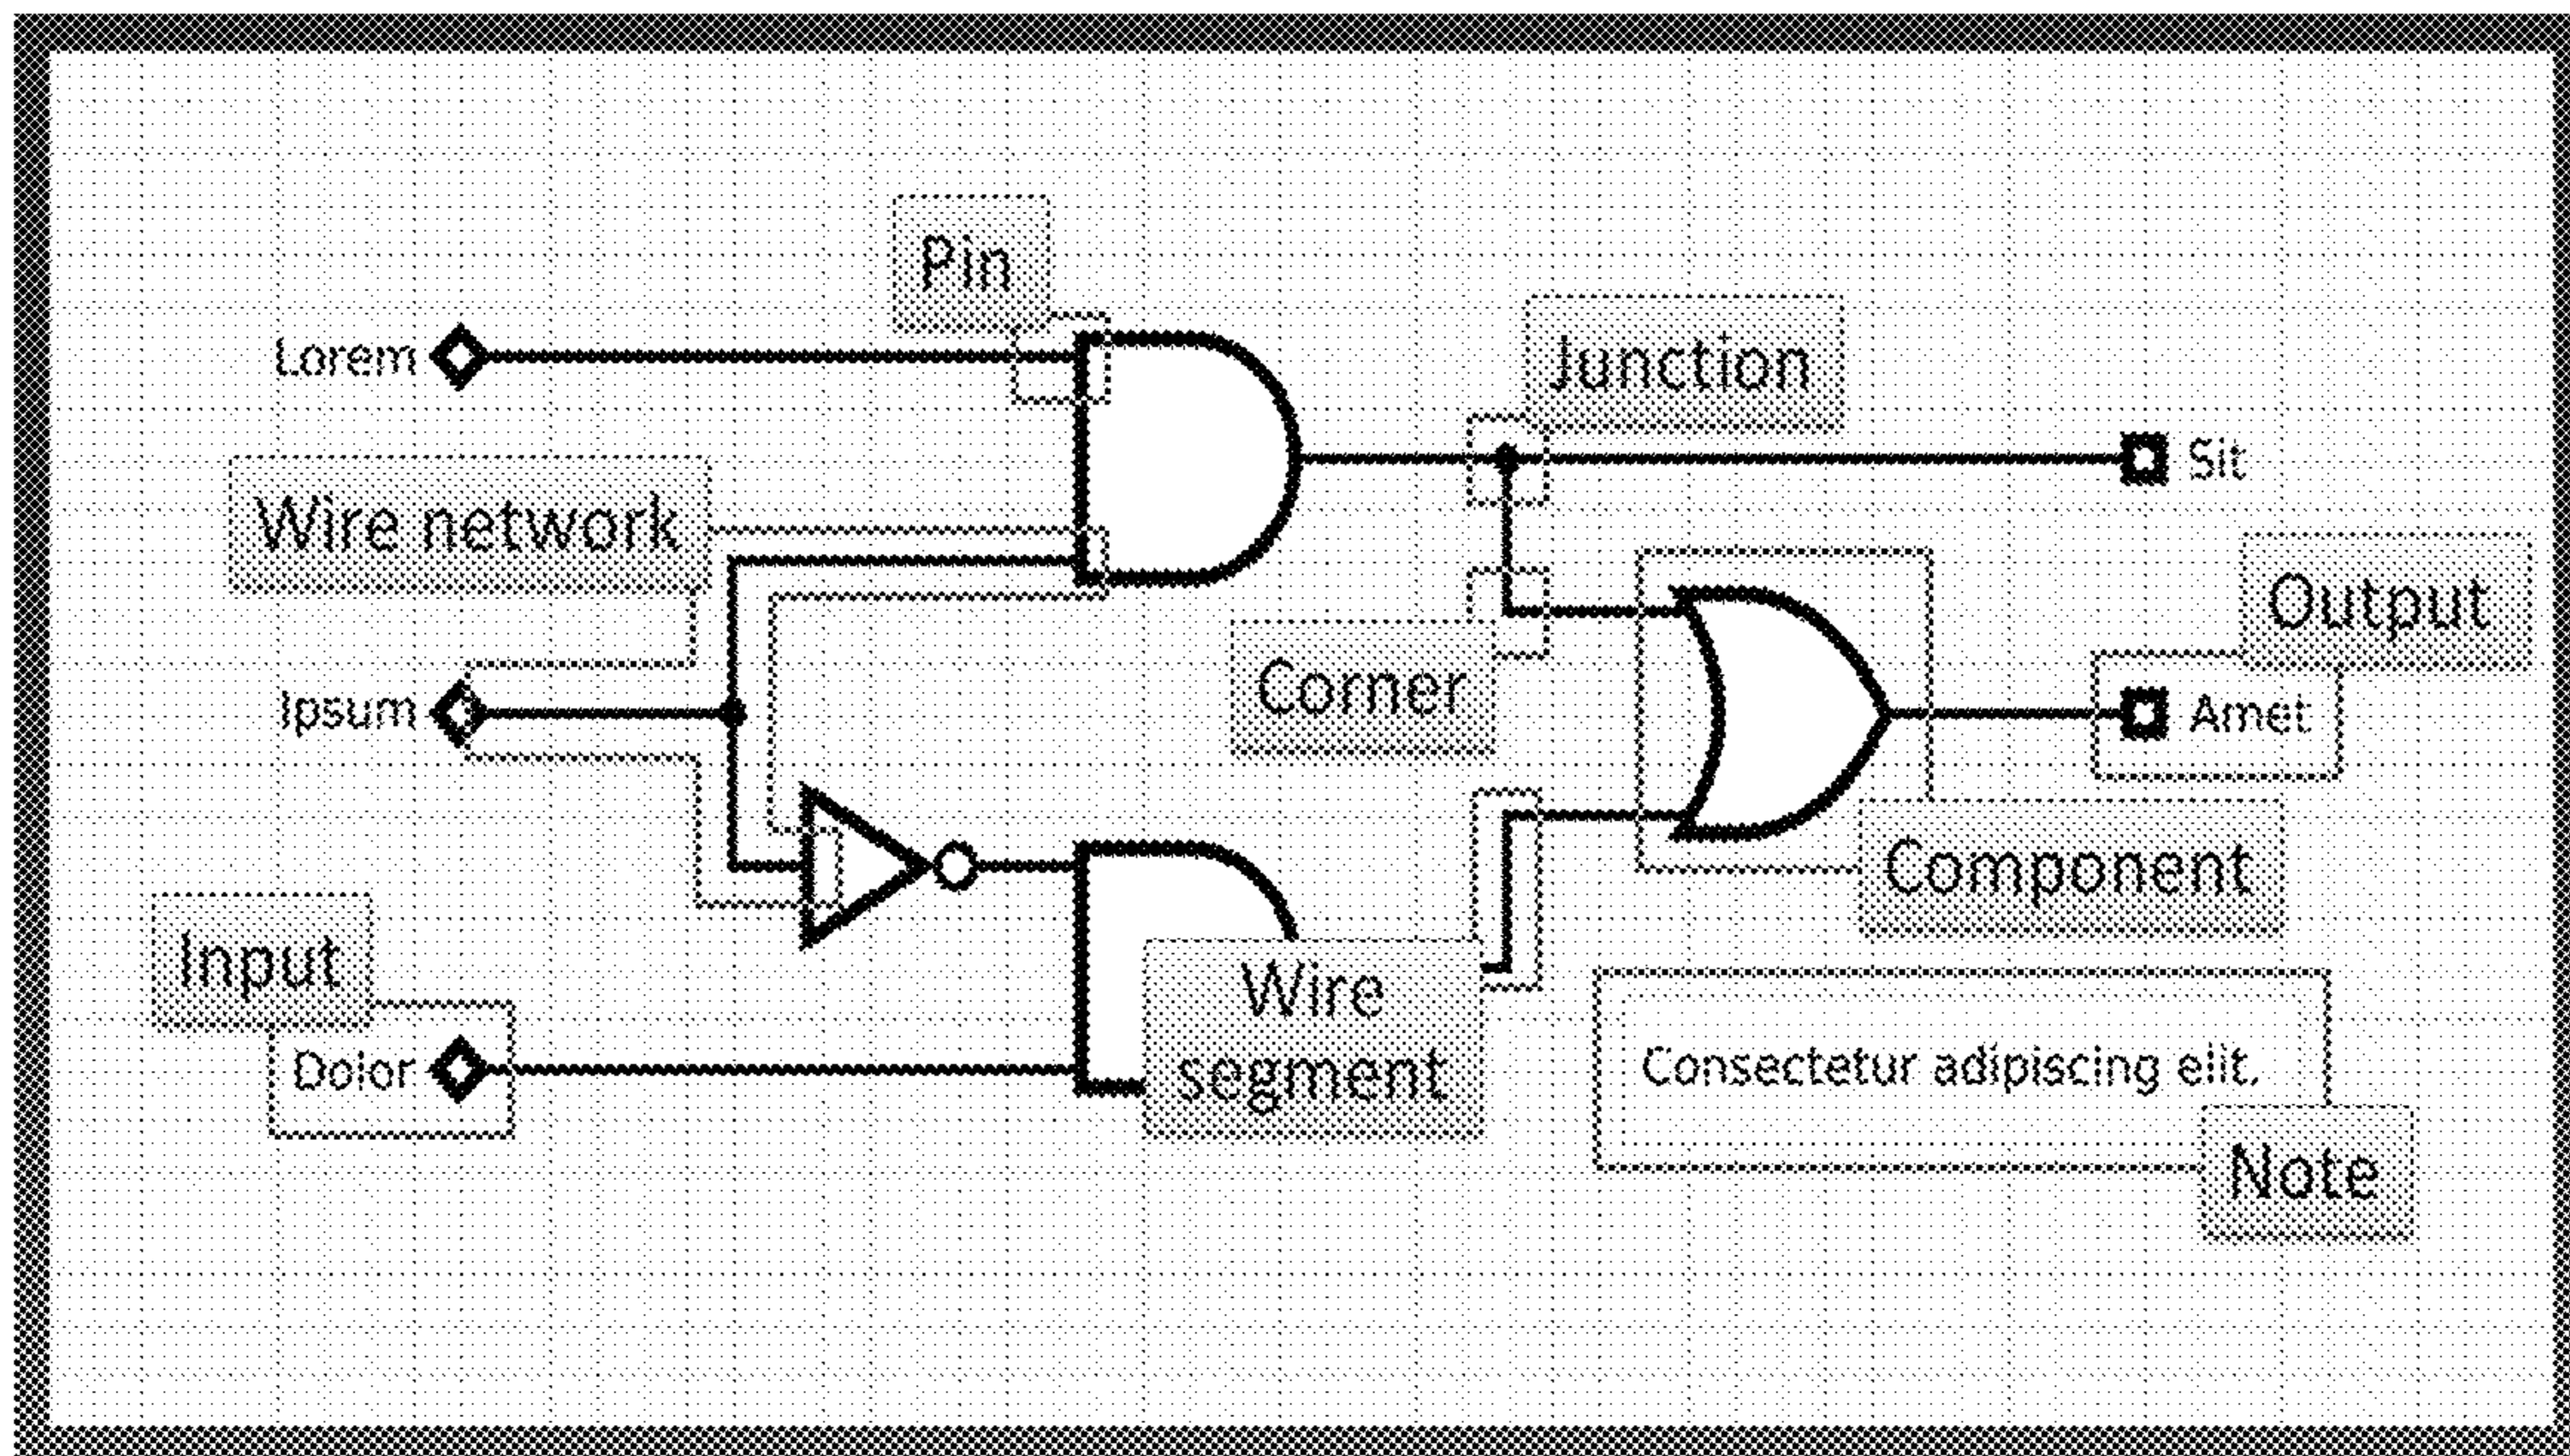 Pin
Lorem
Junction
Sit
Wire network
Output
Ipsum
Corner
Amet
Component
Input
Wire
segment
Dolor
Consectetur adipiscing elit.
Note